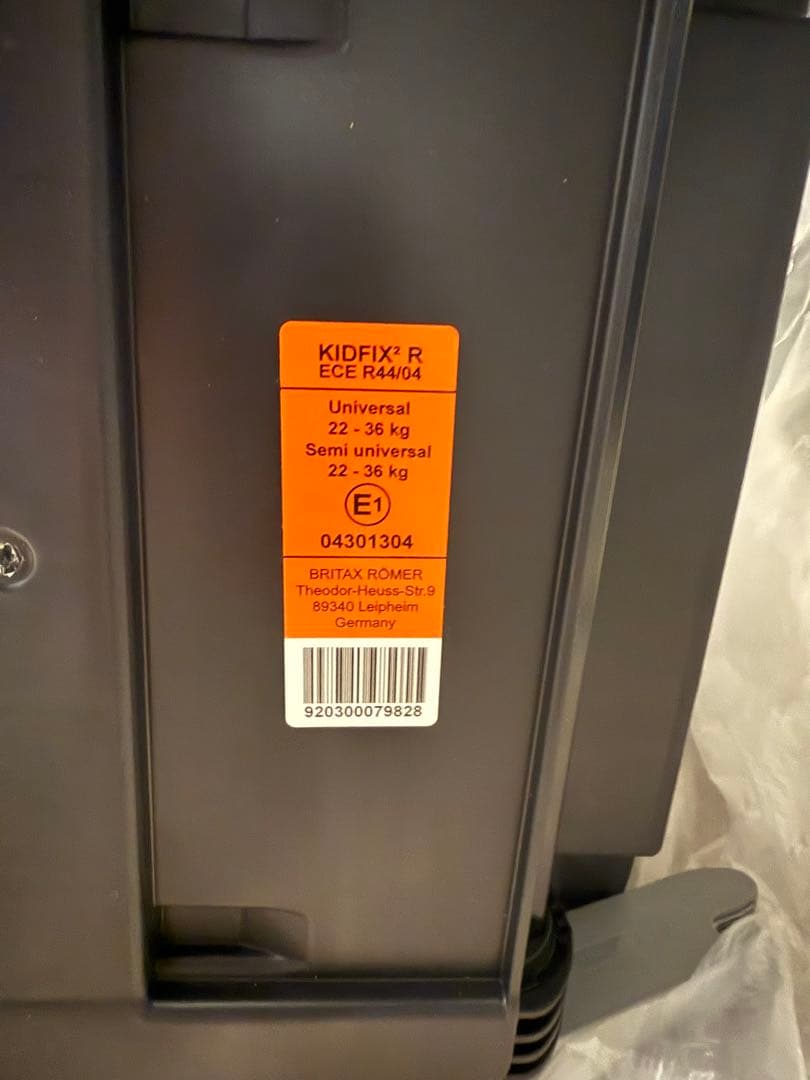 KIDFIX² R
ECE R44/04
Universal
22 - 36 kg
Semi universal
22 - 36 kg
E1
04301304
BRITAX RÖMER
Theodor-Heuss-Str.9
89340 Leipheim
Germany
920300079828